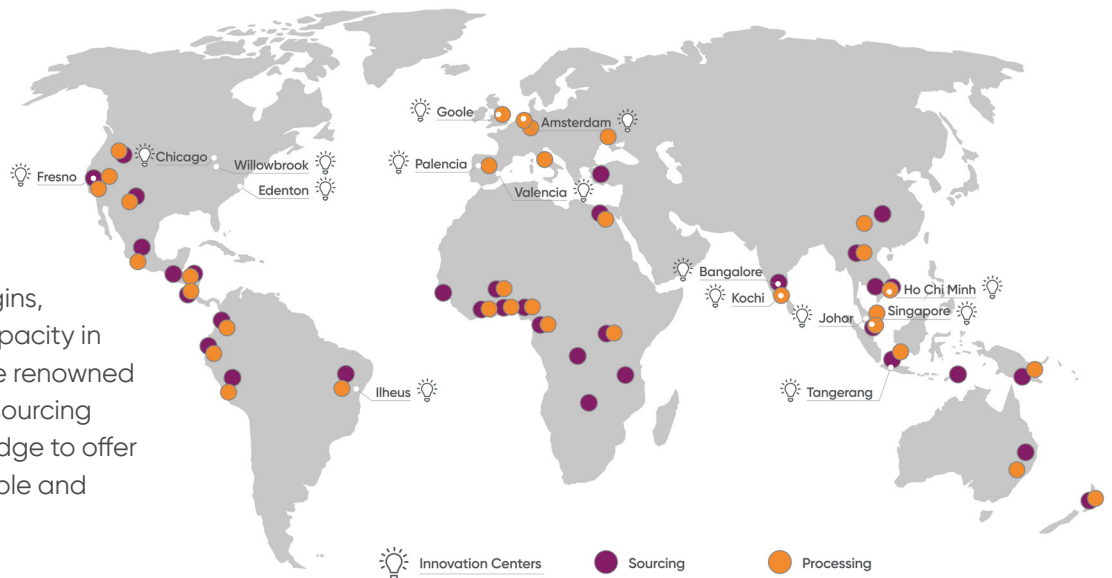 Goole
Amsterdam
Chicago
Willowbrook
Palencia
Fresno
Edenton
Valencia
Bangalore
Ho Chi Minh
Kochi
Johor
Singapore
Ilheus
Tangerang
gins,
pacity in
e renowned
sourcing
dge to offer
ble and
Innovation Centers
Sourcing
Processing